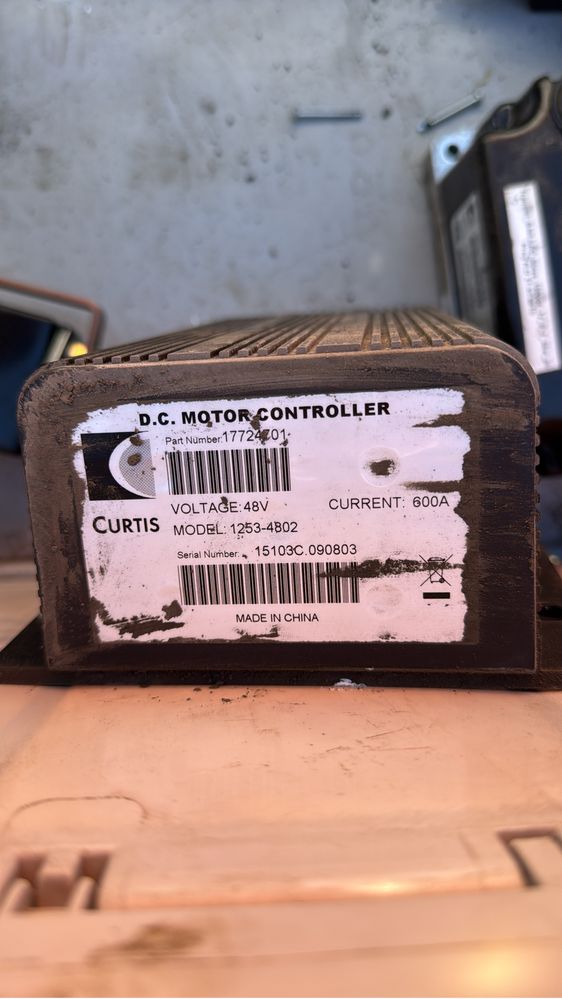 D.C. MOTOR CONTROLLER
Part Number: 17724701
VOLTAGE: 48V CURRENT: 600A
CURTIS MODEL: 1253-4802
Serial Number: 15103C.090803
MADE IN CHINA